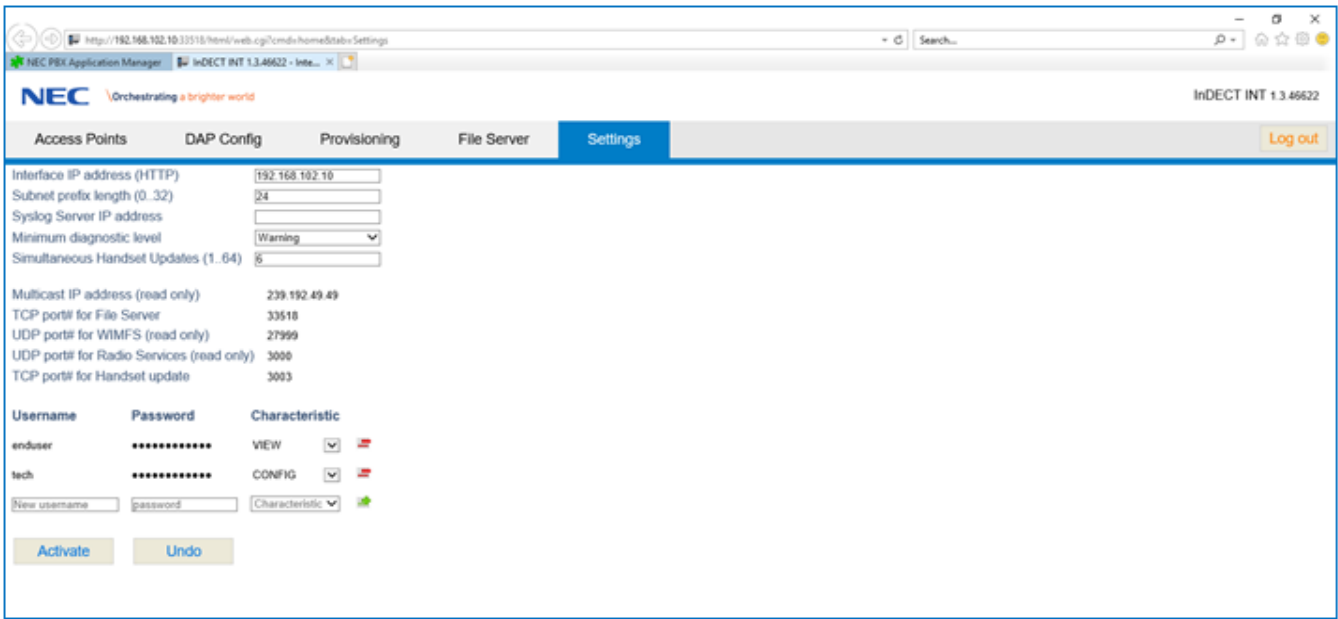 http://192.168.102.10:33518/html/web.cgi?cmd=home&tab=Settings
Search...
NEC PBX Application Manager
InDECT INT 1.3.46622 - Inte...
NEC \Orchestrating a brighter world
InDECT INT 1.3.46622
Access Points DAP Config Provisioning File Server Settings Log out
Interface IP address (HTTP) 192.168.102.10
Subnet prefix length (0..32) 24
Syslog Server IP address
Minimum diagnostic level Warning
Simultaneous Handset Updates (1..64) 6
Multicast IP address (read only) 239.192.49.49
TCP port# for File Server 33518
UDP port# for WIMFS (read only) 27999
UDP port# for Radio Services (read only) 3000
TCP port# for Handset update 3003
Username Password Characteristic
enduser •••••••••••• VIEW
tech •••••••••••• CONFIG
New username password Characteristic
Activate Undo